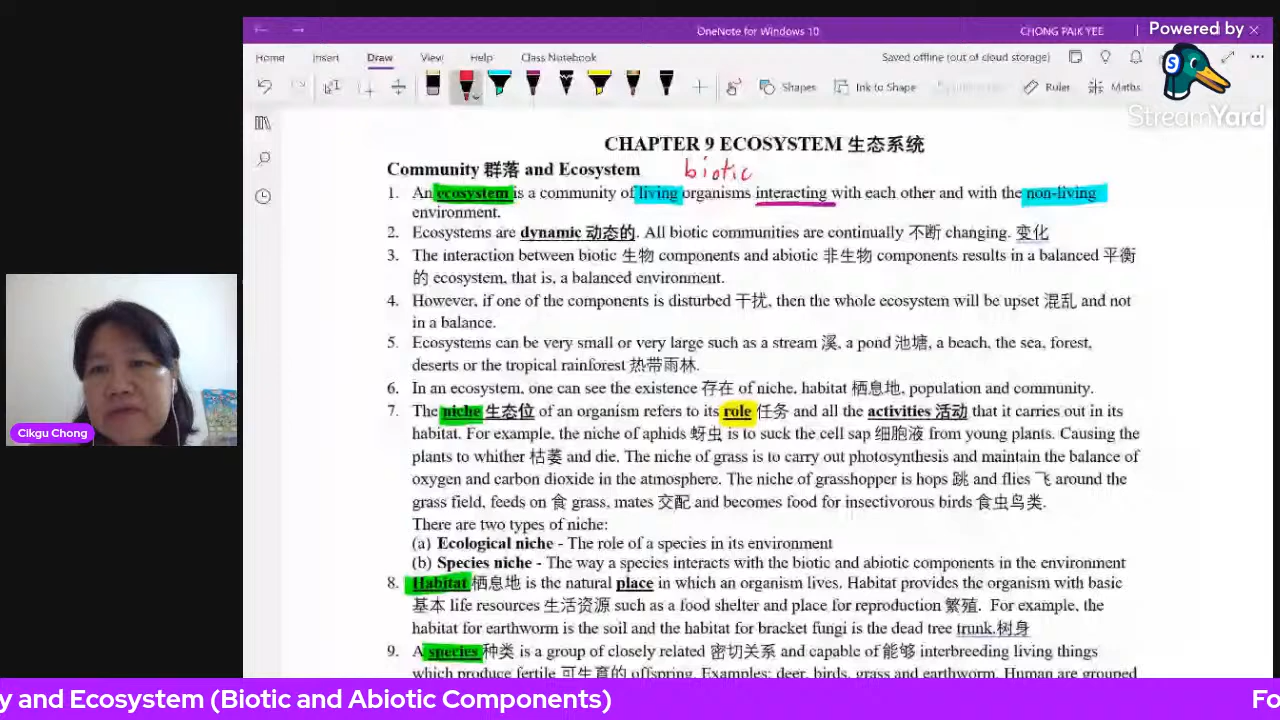 OneNote for Windows 10
CHONG PAIK YEE
Powered by
Home Insert Draw View Help Class Notebook
Saved offline (out of cloud storage)
Shapes Ink to Shape Ruler Maths
StreamYard
CHAPTER 9 ECOSYSTEM 生态系统
Community 群落 and Ecosystem
biotic
1. An ecosystem is a community of living organisms interacting with each other and with the non-living
environment.
2. Ecosystems are dynamic 动态的. All biotic communities are continually 不断 changing. 变化
3. The interaction between biotic 生物 components and abiotic 非生物 components results in a balanced 平衡
的 ecosystem, that is, a balanced environment.
4. However, if one of the components is disturbed 干扰, then the whole ecosystem will be upset 混乱 and not
in a balance.
5. Ecosystems can be very small or very large such as a stream 溪, a pond 池塘, a beach, the sea, forest,
deserts or the tropical rainforest 热带雨林.
6. In an ecosystem, one can see the existence 存在 of niche, habitat 栖息地, population and community.
7. The niche 生态位 of an organism refers to its role 任务 and all the activities 活动 that it carries out in its
habitat. For example, the niche of aphids 蚜虫 is to suck the cell sap 细胞液 from young plants. Causing the
plants to whither 枯萎 and die. The niche of grass is to carry out photosynthesis and maintain the balance of
oxygen and carbon dioxide in the atmosphere. The niche of grasshopper is hops 跳 and flies 飞 around the
grass field, feeds on 食 grass, mates 交配 and becomes food for insectivorous birds 食虫鸟类.
There are two types of niche:
(a) Ecological niche - The role of a species in its environment
(b) Species niche - The way a species interacts with the biotic and abiotic components in the environment
8. Habitat 栖息地 is the natural place in which an organism lives. Habitat provides the organism with basic
基本 life resources 生活资源 such as a food shelter and place for reproduction 繁殖. For example, the
habitat for earthworm is the soil and the habitat for bracket fungi is the dead tree trunk.树身
9. A species 种类 is a group of closely related 密切关系 and capable of 能够 interbreeding living things
which produce fertile 可生育的 offspring. Examples: deer, birds, grass and earthworm. Human are grouped
Cikgu Chong
y and Ecosystem (Biotic and Abiotic Components)
Fo